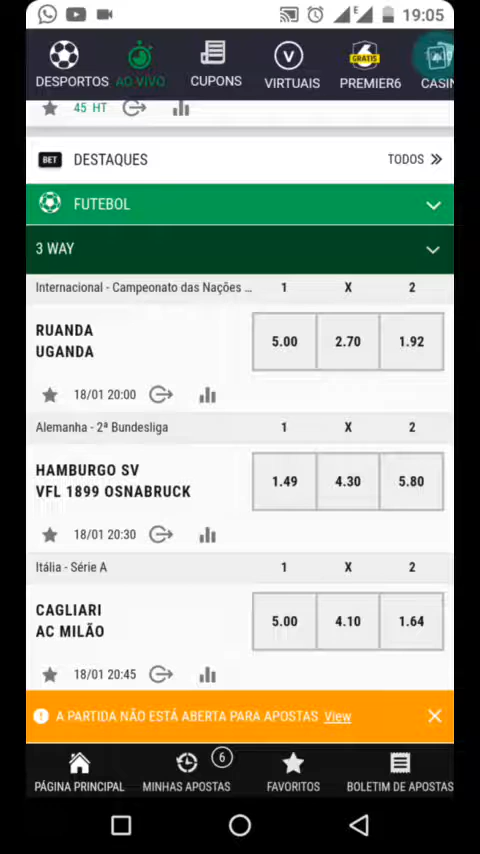 19:05
DESPORTOS AO VIVO CUPONS VIRTUAIS GRATIS PREMIER6
45 HT
BET DESTAQUES TODOS
FUTEBOL
3 WAY
Internacional - Campeonato das Nações ... 1 X 2
RUANDA
UGANDA
5.00 2.70 1.92
18/01 20:00
Alemanha - 2ª Bundesliga 1 X 2
HAMBURGO SV
VFL 1899 OSNABRUCK
1.49 4.30 5.80
18/01 20:30
Itália - Série A 1 X 2
CAGLIARI
AC MILÃO
5.00 4.10 1.64
18/01 20:45
A PARTIDA NÃO ESTÁ ABERTA PARA APOSTAS View
6
PÁGINA PRINCIPAL MINHAS APOSTAS FAVORITOS BOLETIM DE APOSTAS